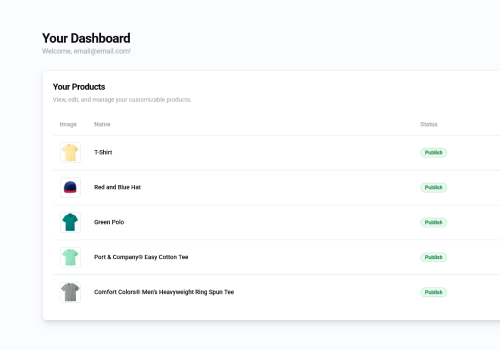 Your Dashboard
Welcome, email@email.com!
Your Products
View, edit, and manage your customizable products.
Image Name Status
T-Shirt Publish
Red and Blue Hat Publish
Green Polo Publish
Port & Company® Easy Cotton Tee Publish
Comfort Colors® Men's Heavyweight Ring Spun Tee Publish